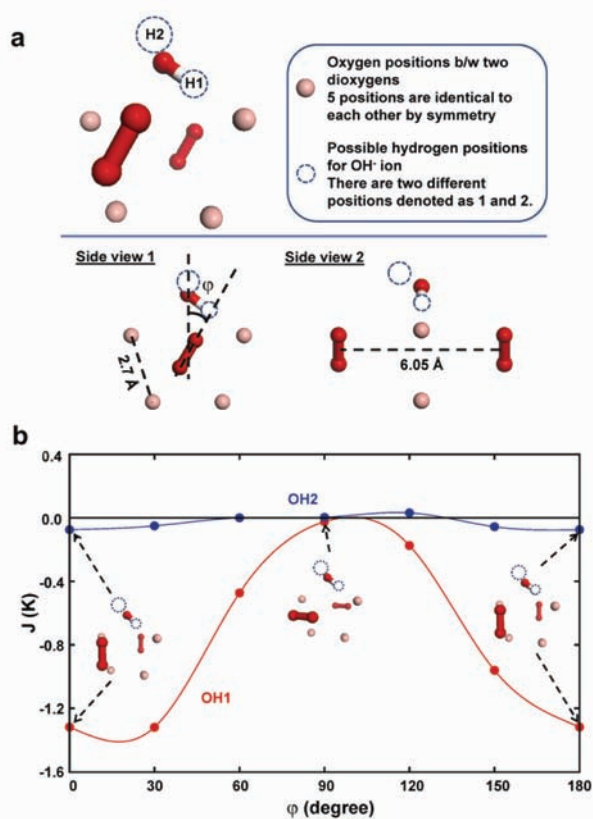 a
H2
H1
Oxygen positions b/w two
dioxygens
5 positions are identical to
each other by symmetry
Possible hydrogen positions
for OH⁻ ion
There are two different
positions denoted as 1 and 2.
Side view 1
φ
2.7 Å
Side view 2
6.05 Å
b
0.4
0.0
-0.4
-0.8
-1.2
-1.6
J (K)
OH2
OH1
0
30
60
90
120
150
180
φ (degree)